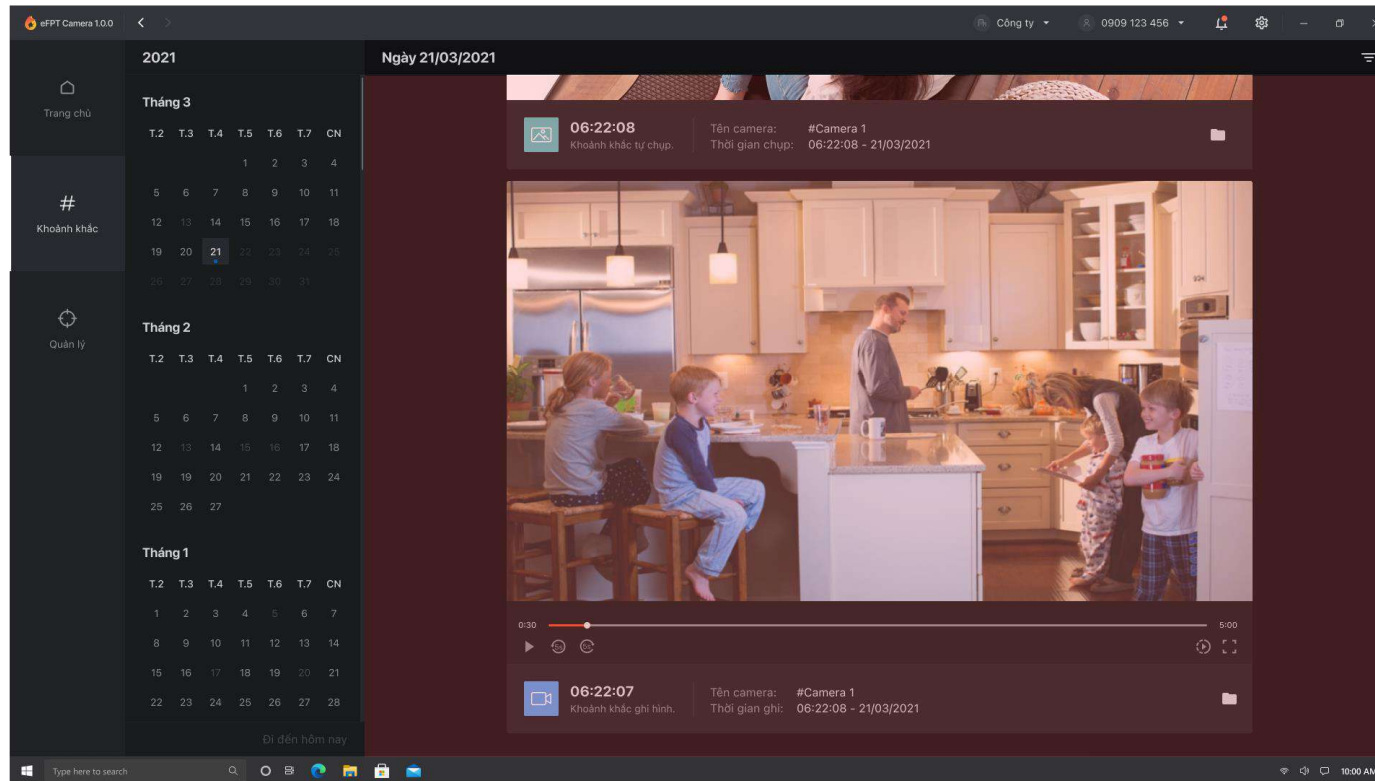 eFPT Camera 1.0.0
Công ty
0909 123 456
2021
Ngày 21/03/2021
Trang chủ
Khoảnh khắc
Quản lý
Tháng 3
T.2 T.3 T.4 T.5 T.6 T.7 CN
1 2 3 4
5 6 7 8 9 10 11
12 13 14 15 16 17 18
19 20 21 22 23 24 25
26 27 28 29 30 31
Tháng 2
T.2 T.3 T.4 T.5 T.6 T.7 CN
1 2 3 4
5 6 7 8 9 10 11
12 13 14 15 16 17 18
19 19 20 21 22 23 24
25 26 27
Tháng 1
T.2 T.3 T.4 T.5 T.6 T.7 CN
1 2 3 4 5 6 7
8 9 10 11 12 13 14
15 16 17 18 19 20 21
22 23 24 25 26 27 28
Đi đến hôm nay
06:22:08
Khoảnh khắc tự chụp.
Tên camera: #Camera 1
Thời gian chụp: 06:22:08 - 21/03/2021
0:30
5:00
5s
5s
06:22:07
Khoảnh khắc ghi hình.
Tên camera: #Camera 1
Thời gian ghi: 06:22:08 - 21/03/2021
Type here to search
10:00 AM